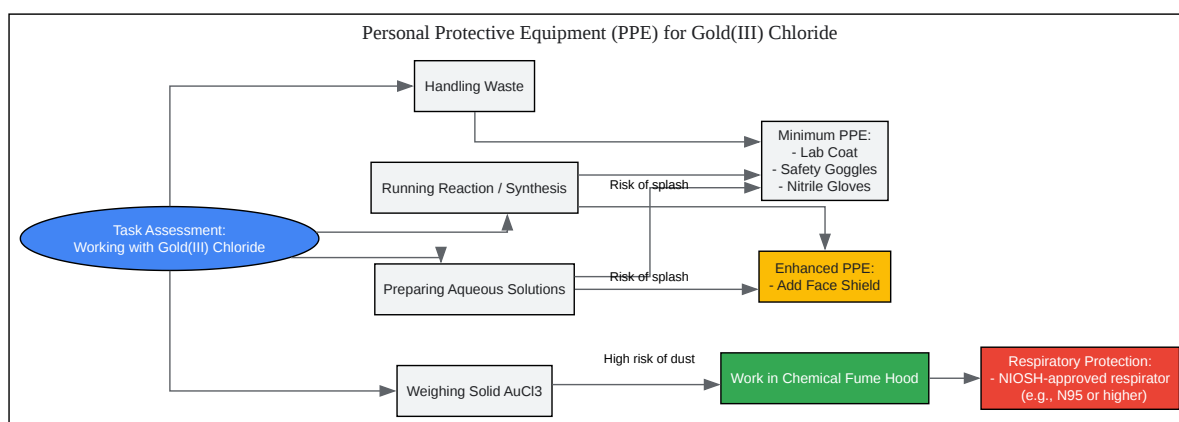 Personal Protective Equipment (PPE) for Gold(III) Chloride
Handling Waste
Minimum PPE:
- Lab Coat
- Safety Goggles
- Nitrile Gloves
Running Reaction / Synthesis
Risk of splash
Task Assessment:
Working with Gold(III) Chloride
Preparing Aqueous Solutions
Risk of splash
Enhanced PPE:
- Add Face Shield
Weighing Solid AuCl3
High risk of dust
Work in Chemical Fume Hood
Respiratory Protection:
- NIOSH-approved respirator
(e.g., N95 or higher)